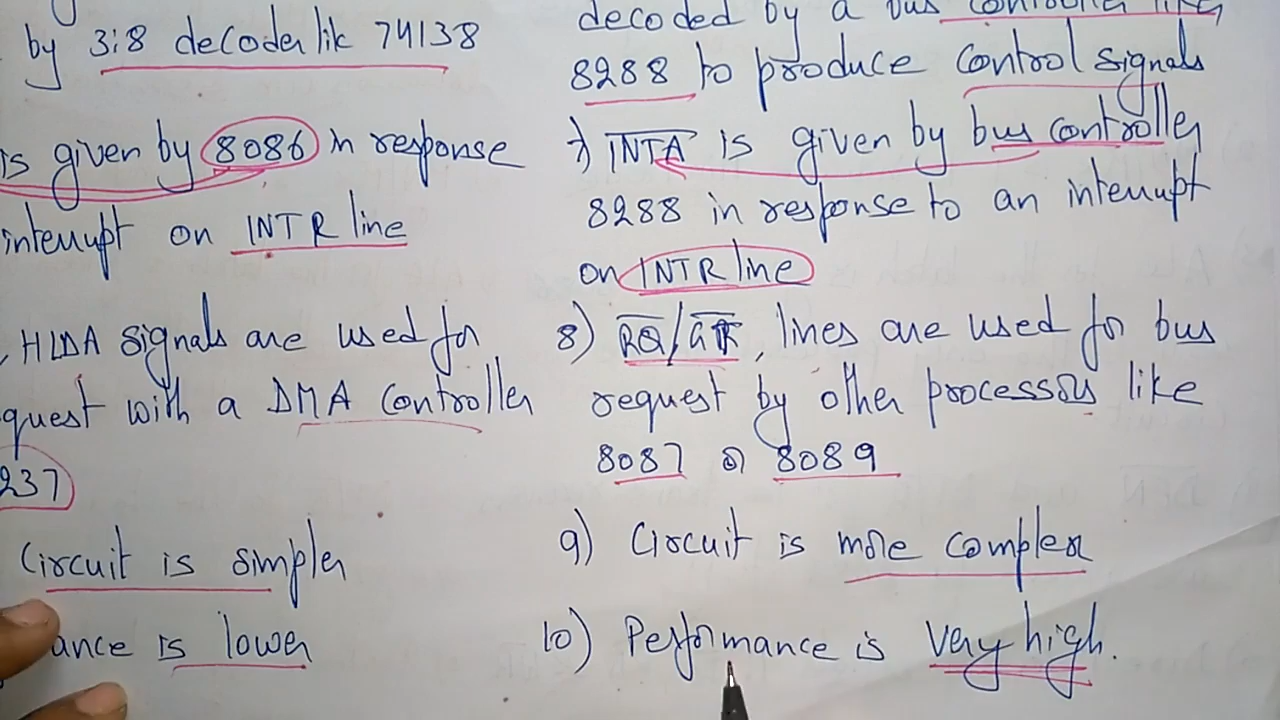 by 3:8 decoder lik 74138
is given by 8086 in response
interrupt on INTR line
, HLDA signals are used for
quest with a DMA controller
237
Circuit is simpler
ance is lower
decoded by a bus controller like
8288 to produce control signals
7) INTA is given by bus controller
8288 in response to an interrupt
on INTR line
8) RQ/GT, lines are used for bus
request by other processors like
8087 or 8089
9) Circuit is more complex
10) Performance is very high.